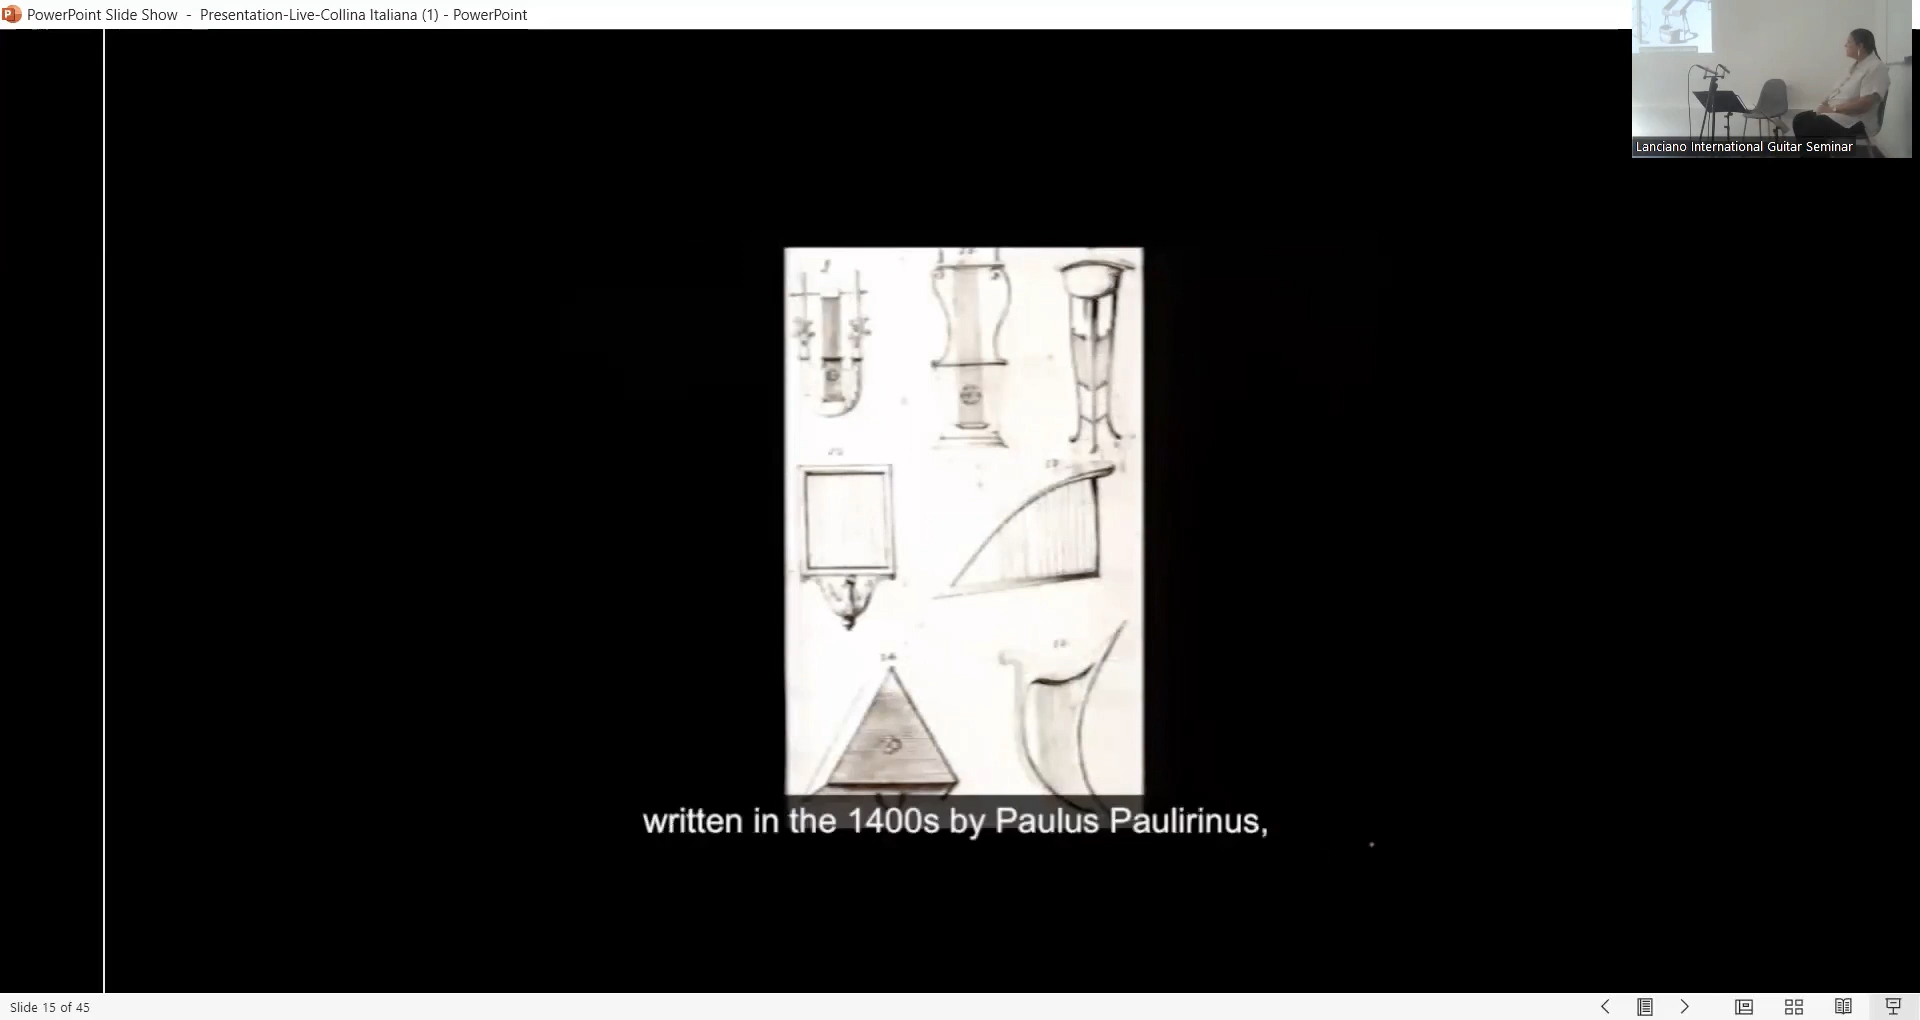 PowerPoint Slide Show - Presentation-Live-Collina Italiana (1) - PowerPoint
Lanciano International Guitar Seminar
written in the 1400s by Paulus Paulirinus,
Slide 15 of 45